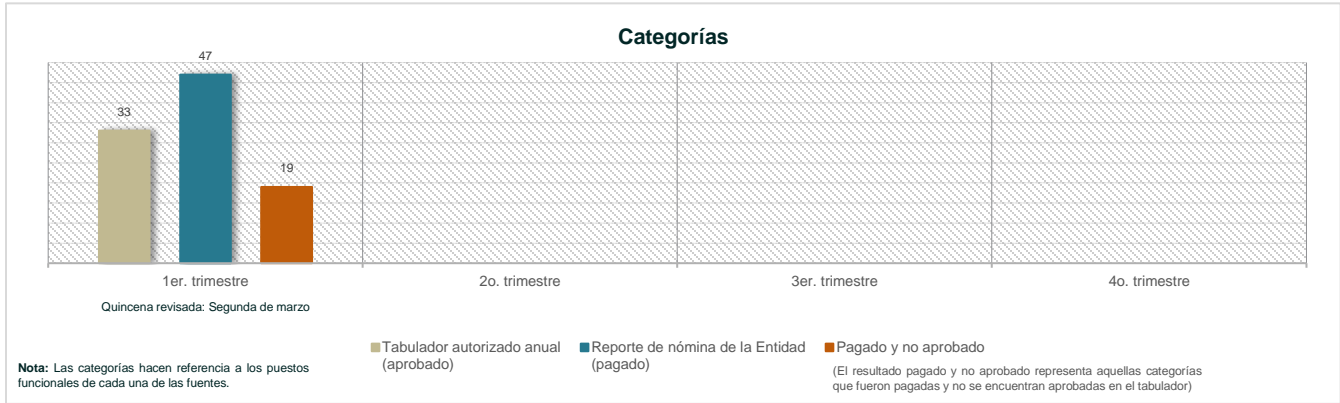 Categorías
47
33
19
1er. trimestre
2o. trimestre
3er. trimestre
4o. trimestre
Quincena revisada: Segunda de marzo
Tabulador autorizado anual
(aprobado)
Reporte de nómina de la Entidad
(pagado)
Pagado y no aprobado
(El resultado pagado y no aprobado representa aquellas categorías
que fueron pagadas y no se encuentran aprobadas en el tabulador)
Nota: Las categorías hacen referencia a los puestos
funcionales de cada una de las fuentes.